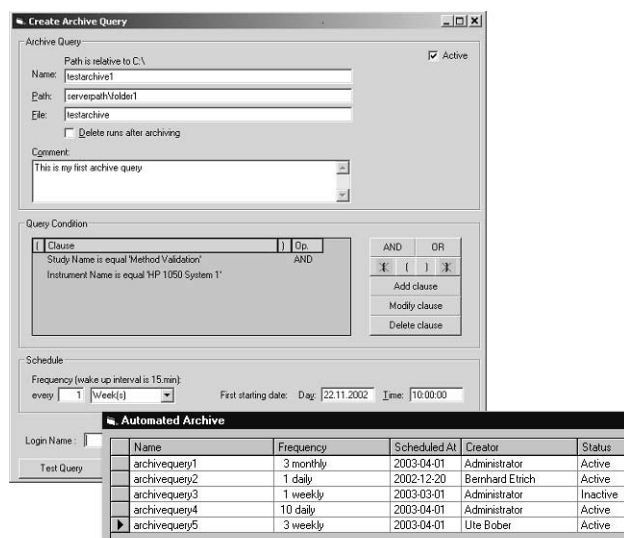 Create Archive Query
Archive Query
Path is relative to C:\
Active
Name: testarchive1
Path: serverpath\folder1
File: testarchive
Delete runs after archiving
Comment:
This is my first archive query
Query Condition
( Clause ) Op.
Study Name is equal 'Method Validation' AND
Instrument Name is equal 'HP 1050 System 1'
AND OR
( )
Add clause
Modify clause
Delete clause
Schedule
Frequency (wake up interval is 15.min):
every 1 Week(s) First starting date: Day: 22.11.2002 Time: 10:00:00
Login Name :
Test Query
Automated Archive
Name Frequency Scheduled At Creator Status
archivequery1 3 monthly 2003-04-01 Administrator Active
archivequery2 1 daily 2002-12-20 Bernhard Etrich Active
archivequery3 1 weekly 2003-03-01 Administrator Inactive
archivequery4 10 daily 2003-04-01 Administrator Active
archivequery5 3 weekly 2003-04-01 Ute Bober Active